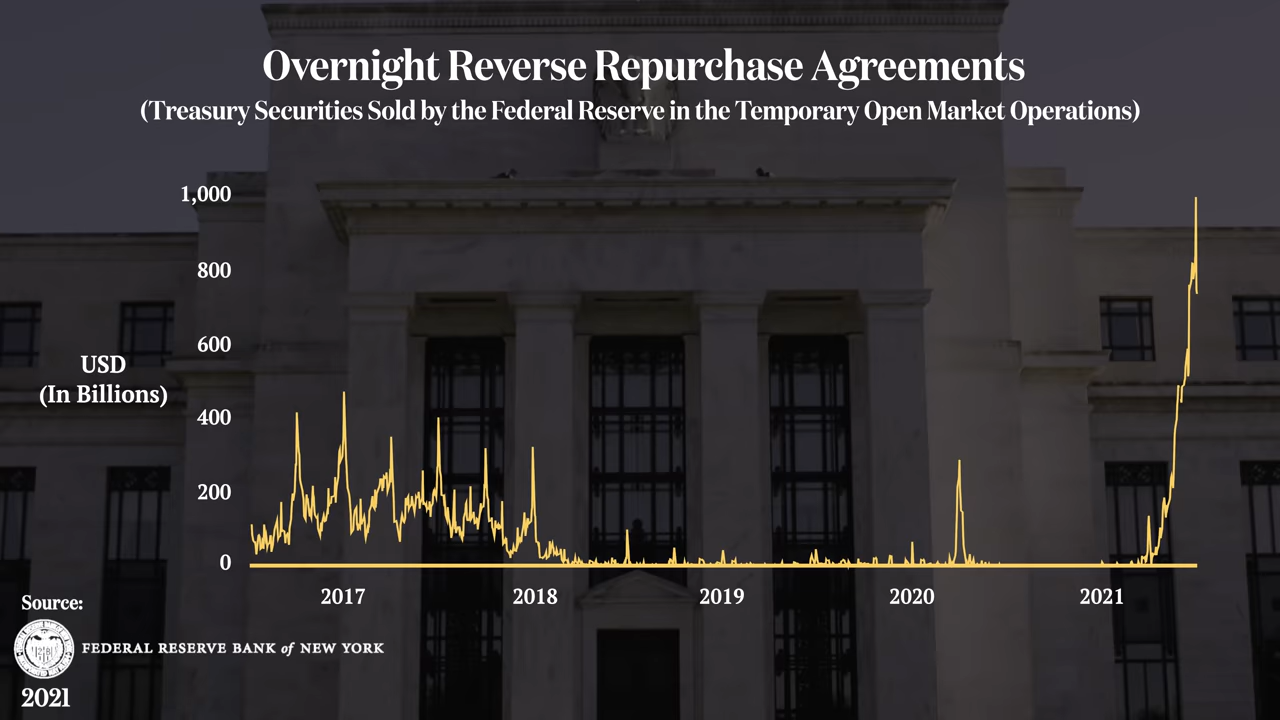 Overnight Reverse Repurchase Agreements
(Treasury Securities Sold by the Federal Reserve in the Temporary Open Market Operations)
1,000
800
600
400
200
0
USD
(In Billions)
2017 2018 2019 2020 2021
Source:
FEDERAL RESERVE BANK of NEW YORK
2021